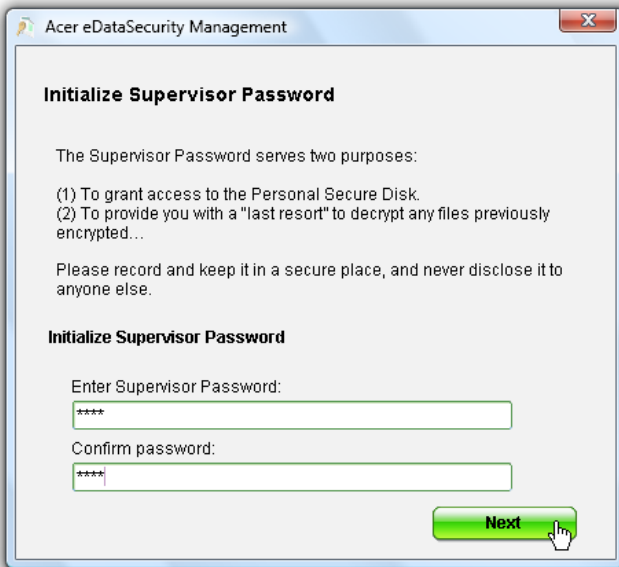 Acer eDataSecurity Management
Initialize Supervisor Password
The Supervisor Password serves two purposes:
(1) To grant access to the Personal Secure Disk.
(2) To provide you with a "last resort" to decrypt any files previously
encrypted...
Please record and keep it in a secure place, and never disclose it to
anyone else.
Initialize Supervisor Password
Enter Supervisor Password:
****
Confirm password:
****
Next